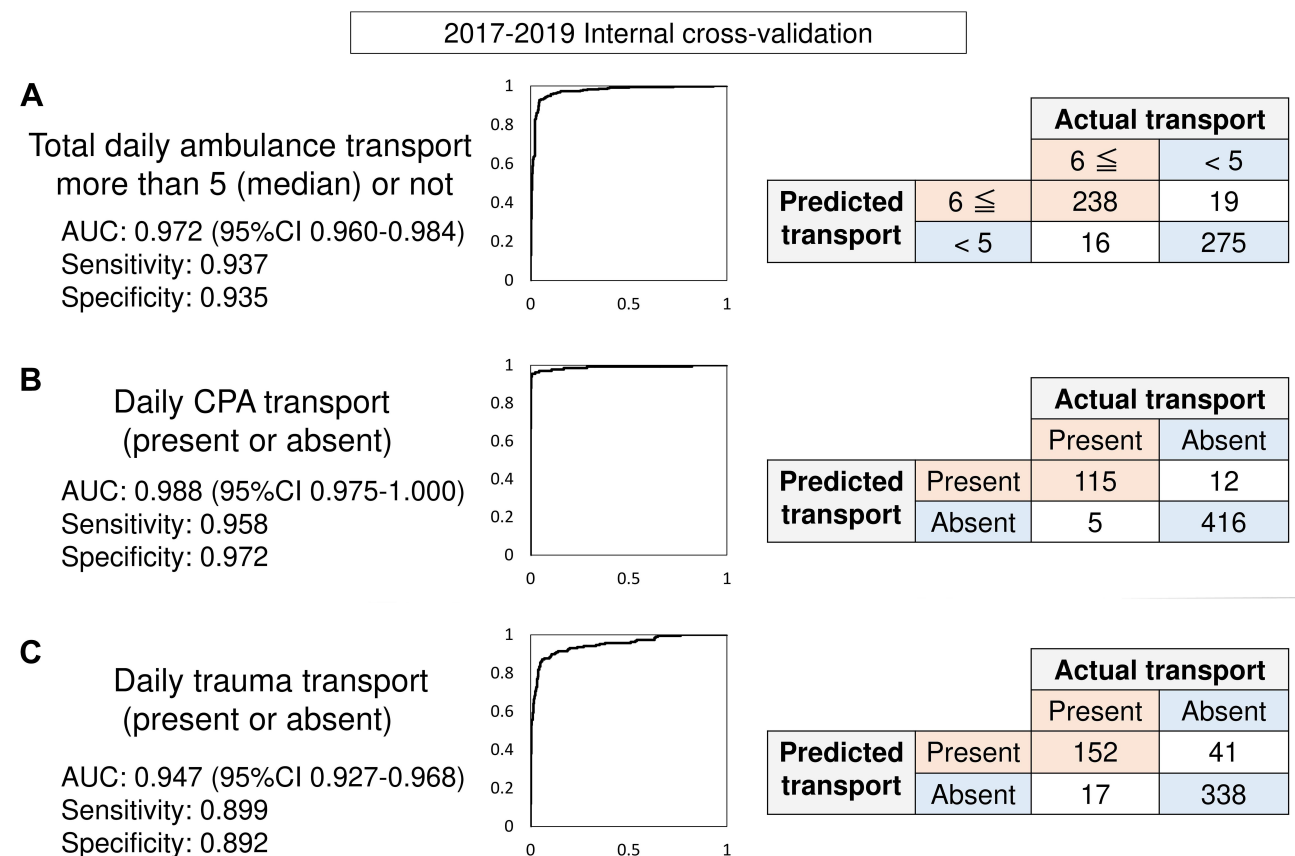 2017-2019 Internal cross-validation
A
Total daily ambulance transport
more than 5 (median) or not
AUC: 0.972 (95%CI 0.960-0.984)
Sensitivity: 0.937
Specificity: 0.935
1
0.8
0.6
0.4
0.2
0
0 0.5 1
Actual transport
6 ≦ < 5
Predicted transport
6 ≦ 238 19
< 5 16 275
B
Daily CPA transport
(present or absent)
AUC: 0.988 (95%CI 0.975-1.000)
Sensitivity: 0.958
Specificity: 0.972
1
0.8
0.6
0.4
0.2
0
0 0.5 1
Actual transport
Present Absent
Predicted transport
Present 115 12
Absent 5 416
C
Daily trauma transport
(present or absent)
AUC: 0.947 (95%CI 0.927-0.968)
Sensitivity: 0.899
Specificity: 0.892
1
0.8
0.6
0.4
0.2
0
0 0.5 1
Actual transport
Present Absent
Predicted transport
Present 152 41
Absent 17 338